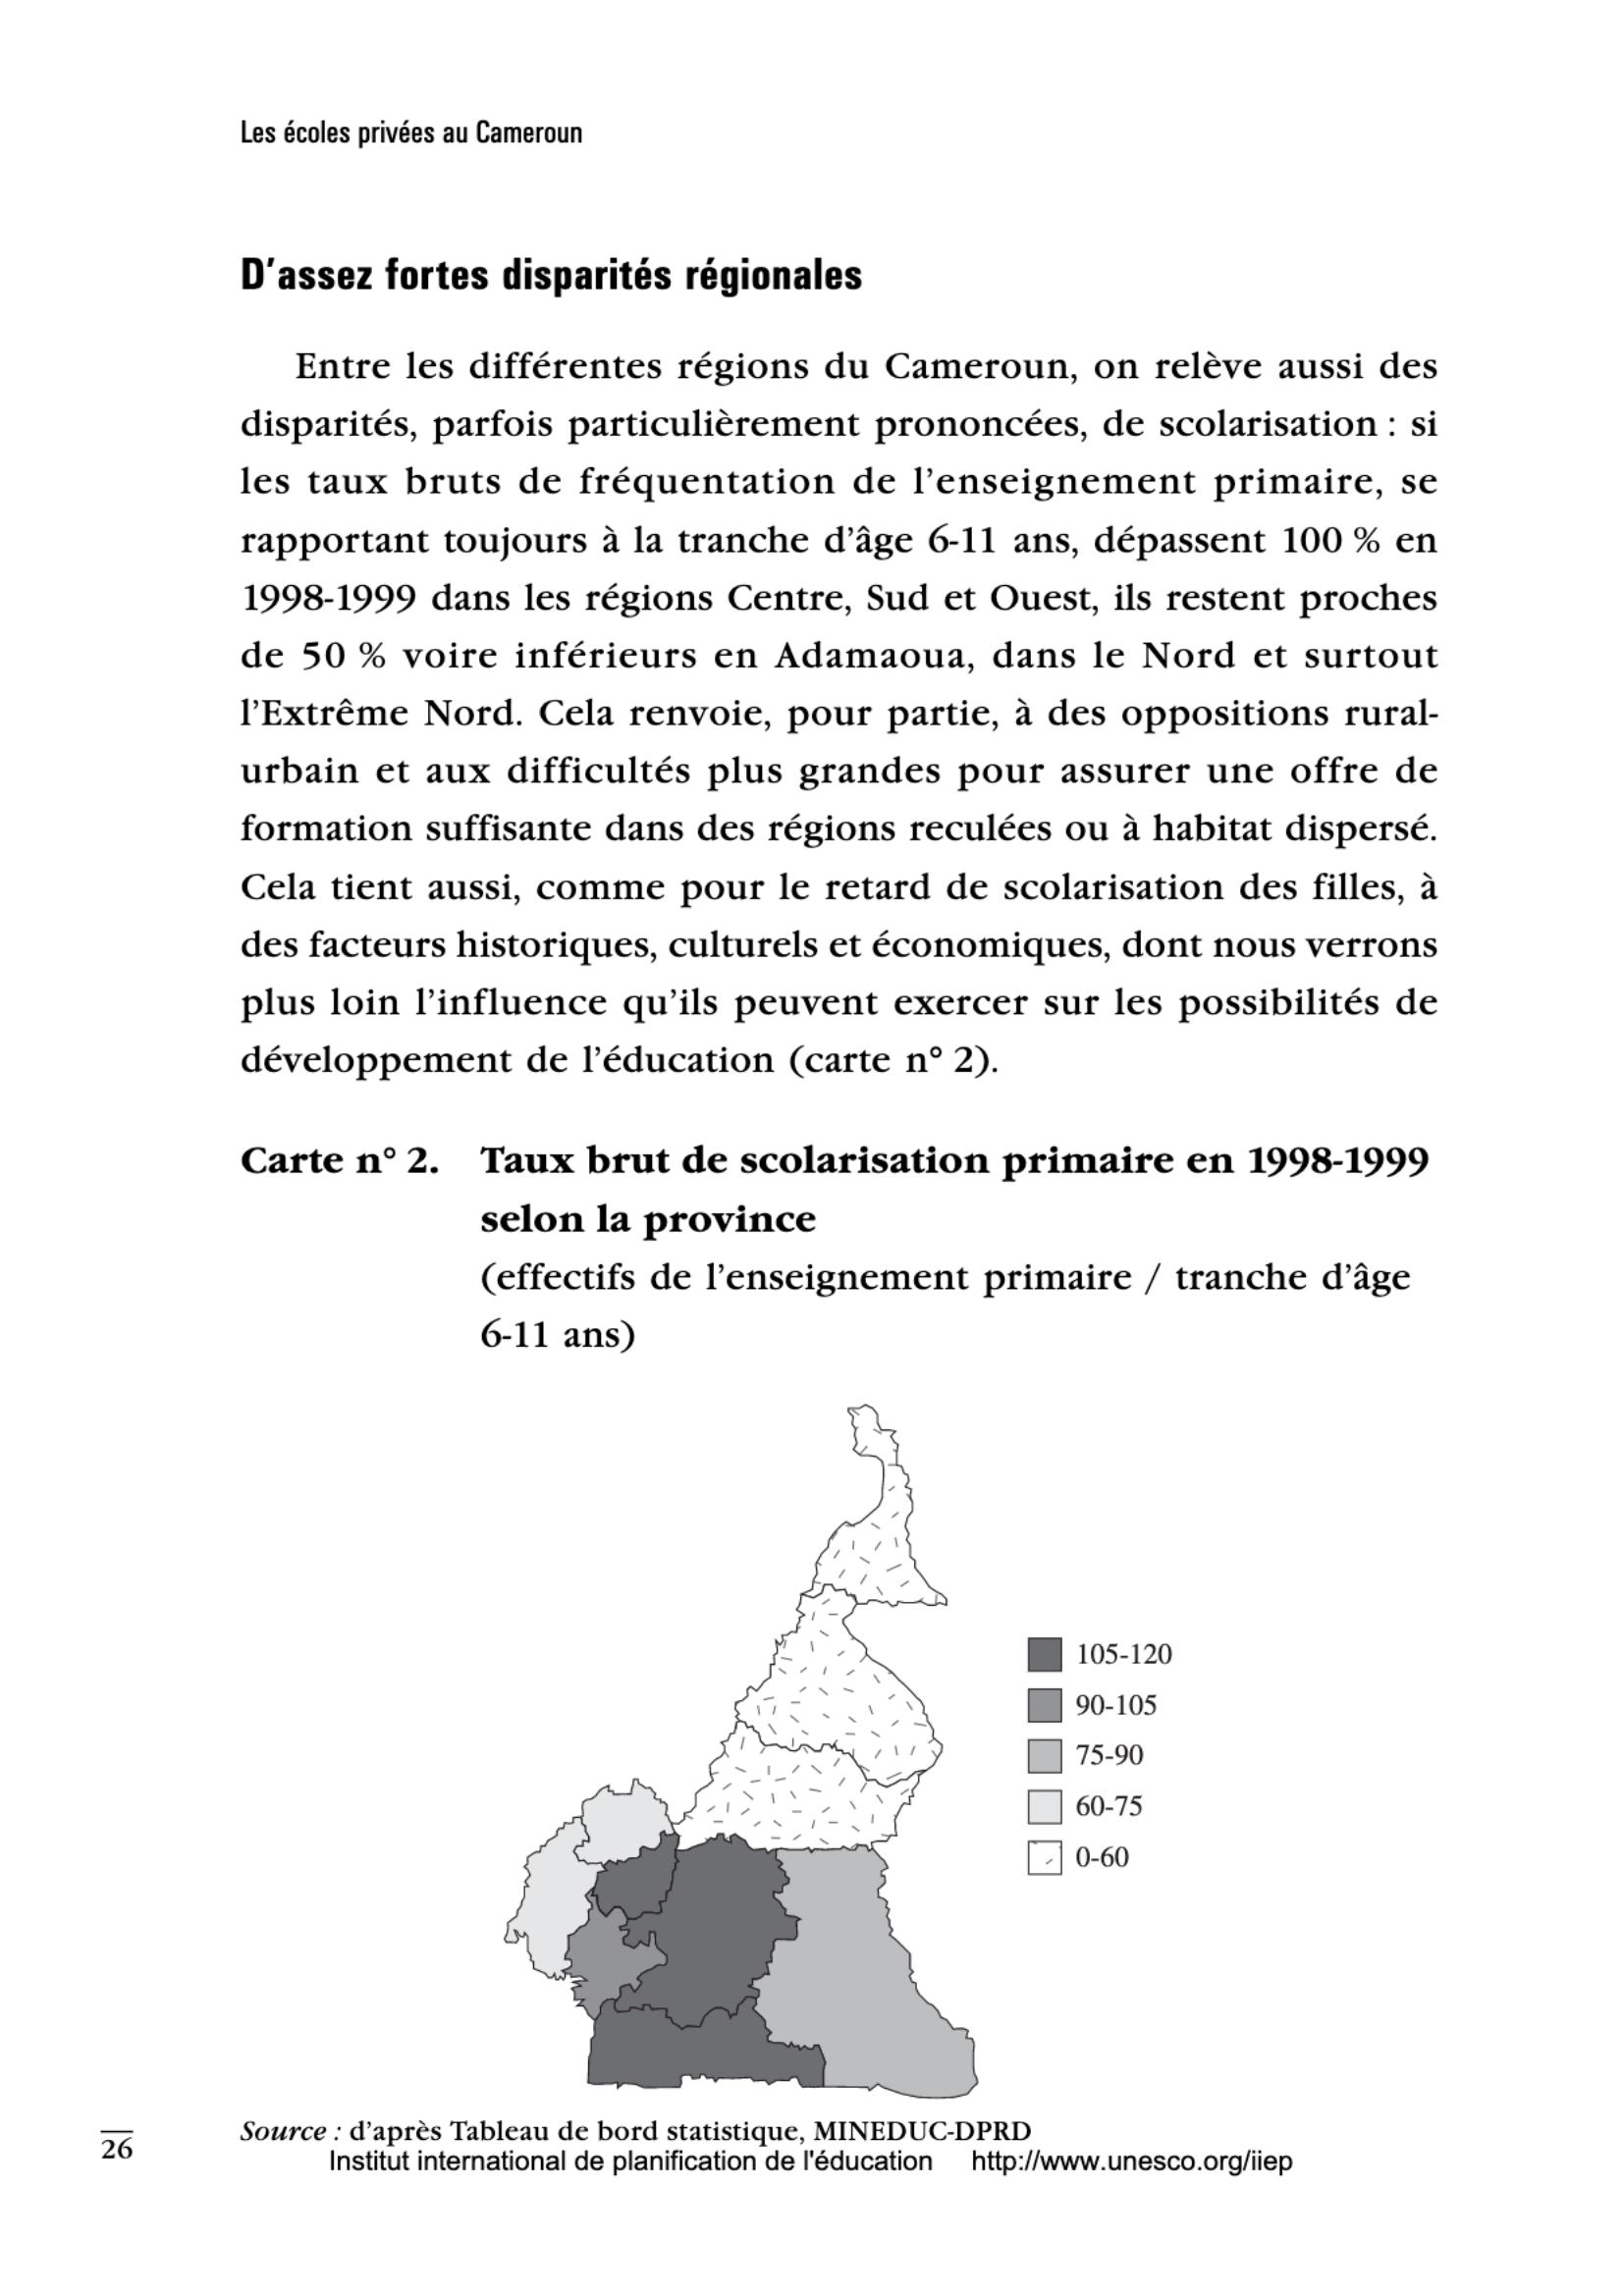 Les écoles privées au Cameroun
D'assez fortes disparités régionales
Entre les différentes régions du Cameroun, on relève aussi des
disparités, parfois particulièrement prononcées, de scolarisation : si
les taux bruts de fréquentation de l'enseignement primaire, se
rapportant toujours à la tranche d'âge 6-11 ans, dépassent 100 % en
1998-1999 dans les régions Centre, Sud et Ouest, ils restent proches
de 50 % voire inférieurs en Adamaoua, dans le Nord et surtout
l'Extrême Nord. Cela renvoie, pour partie, à des oppositions rural-
urbain et aux difficultés plus grandes pour assurer une offre de
formation suffisante dans des régions reculées ou à habitat dispersé.
Cela tient aussi, comme pour le retard de scolarisation des filles, à
des facteurs historiques, culturels et économiques, dont nous verrons
plus loin l'influence qu'ils peuvent exercer sur les possibilités de
développement de l'éducation (carte n° 2).
Carte n° 2. Taux brut de scolarisation primaire en 1998-1999
selon la province
(effectifs de l'enseignement primaire / tranche d'âge
6-11 ans)
105-120
90-105
75-90
60-75
0-60
Source : d'après Tableau de bord statistique, MINEDUC-DPRD
26
Institut international de planification de l'éducation http://www.unesco.org/iiep